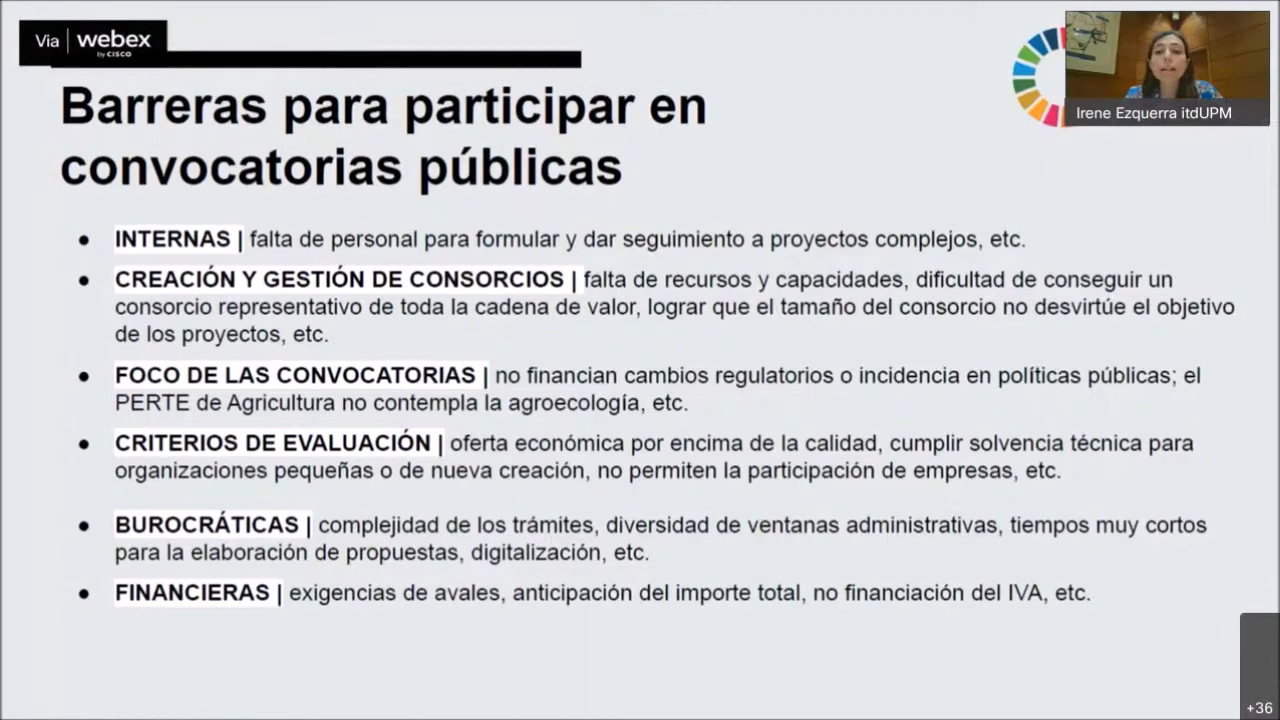 Via webex
by CISCO
Irene Ezquerra itdUPM
Barreras para participar en
convocatorias públicas
● INTERNAS | falta de personal para formular y dar seguimiento a proyectos complejos, etc.
● CREACIÓN Y GESTIÓN DE CONSORCIOS | falta de recursos y capacidades, dificultad de conseguir un
consorcio representativo de toda la cadena de valor, lograr que el tamaño del consorcio no desvirtúe el objetivo
de los proyectos, etc.
● FOCO DE LAS CONVOCATORIAS | no financian cambios regulatorios o incidencia en políticas públicas; el
PERTE de Agricultura no contempla la agroecología, etc.
● CRITERIOS DE EVALUACIÓN | oferta económica por encima de la calidad, cumplir solvencia técnica para
organizaciones pequeñas o de nueva creación, no permiten la participación de empresas, etc.
● BUROCRÁTICAS | complejidad de los trámites, diversidad de ventanas administrativas, tiempos muy cortos
para la elaboración de propuestas, digitalización, etc.
● FINANCIERAS | exigencias de avales, anticipación del importe total, no financiación del IVA, etc.
+36